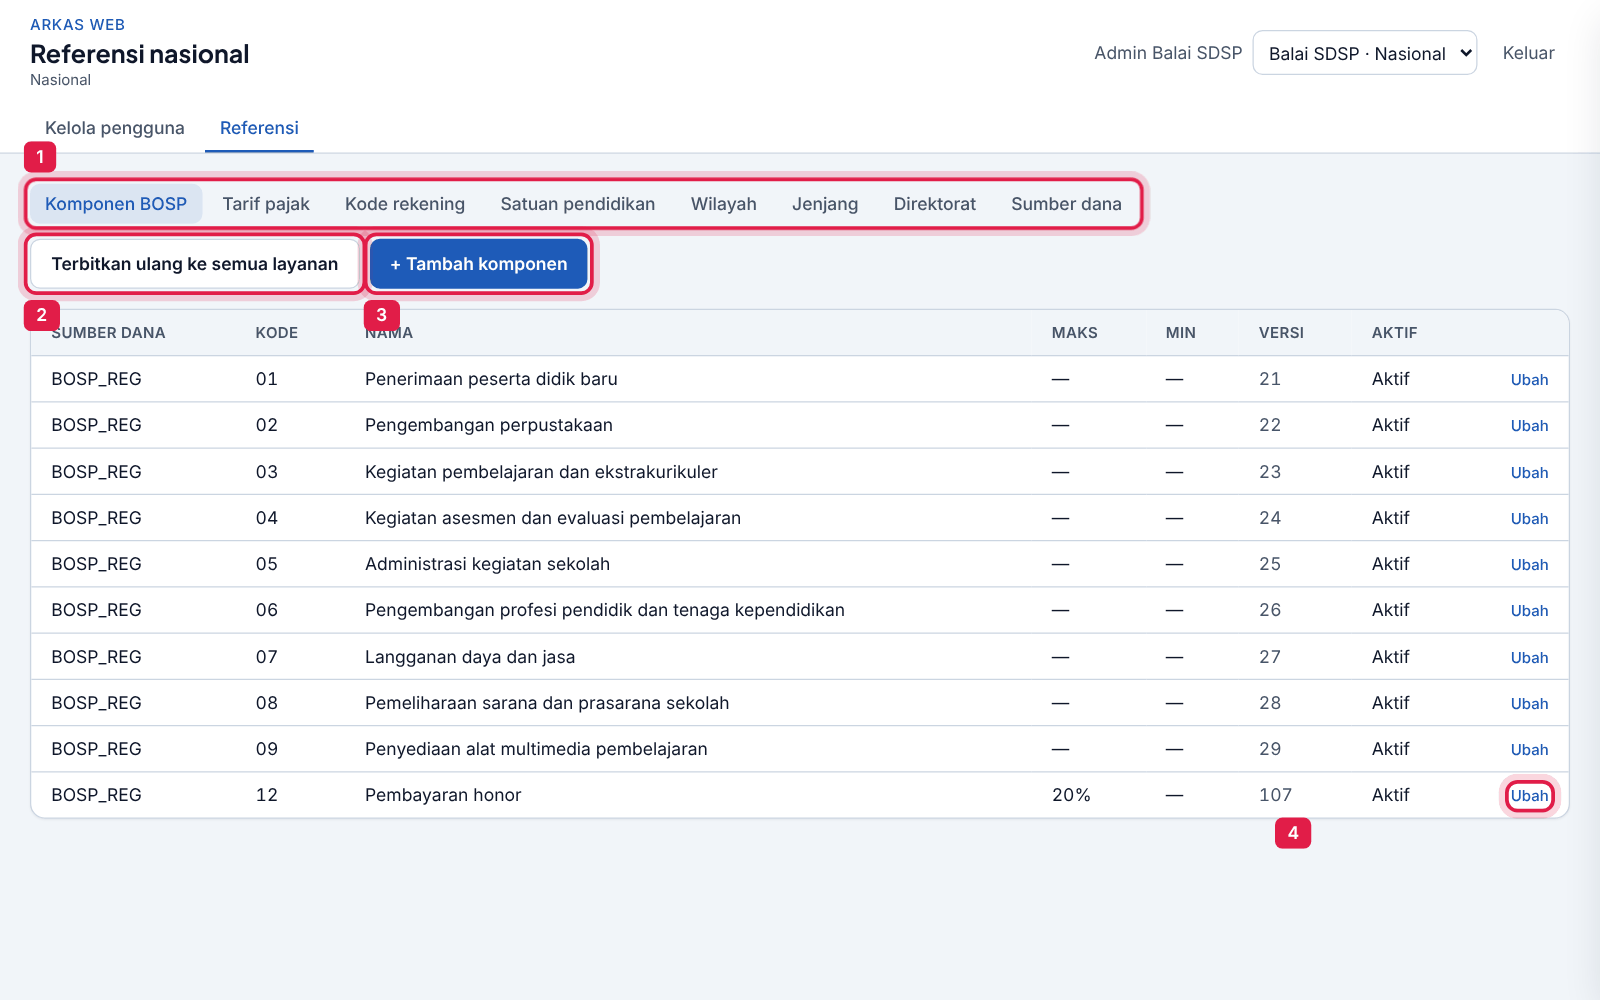 ARKAS WEB
Referensi nasional
Nasional
Admin Balai SDSP
Balai SDSP · Nasional
Keluar
Kelola pengguna
Referensi
1
Komponen BOSP
Tarif pajak
Kode rekening
Satuan pendidikan
Wilayah
Jenjang
Direktorat
Sumber dana
Terbitkan ulang ke semua layanan
+ Tambah komponen
2
3
SUMBER DANA KODE NAMA MAKS MIN VERSI AKTIF
BOSP_REG 01 Penerimaan peserta didik baru — — 21 Aktif Ubah
BOSP_REG 02 Pengembangan perpustakaan — — 22 Aktif Ubah
BOSP_REG 03 Kegiatan pembelajaran dan ekstrakurikuler — — 23 Aktif Ubah
BOSP_REG 04 Kegiatan asesmen dan evaluasi pembelajaran — — 24 Aktif Ubah
BOSP_REG 05 Administrasi kegiatan sekolah — — 25 Aktif Ubah
BOSP_REG 06 Pengembangan profesi pendidik dan tenaga kependidikan — — 26 Aktif Ubah
BOSP_REG 07 Langganan daya dan jasa — — 27 Aktif Ubah
BOSP_REG 08 Pemeliharaan sarana dan prasarana sekolah — — 28 Aktif Ubah
BOSP_REG 09 Penyediaan alat multimedia pembelajaran — — 29 Aktif Ubah
BOSP_REG 12 Pembayaran honor 20% — 107 Aktif Ubah
4